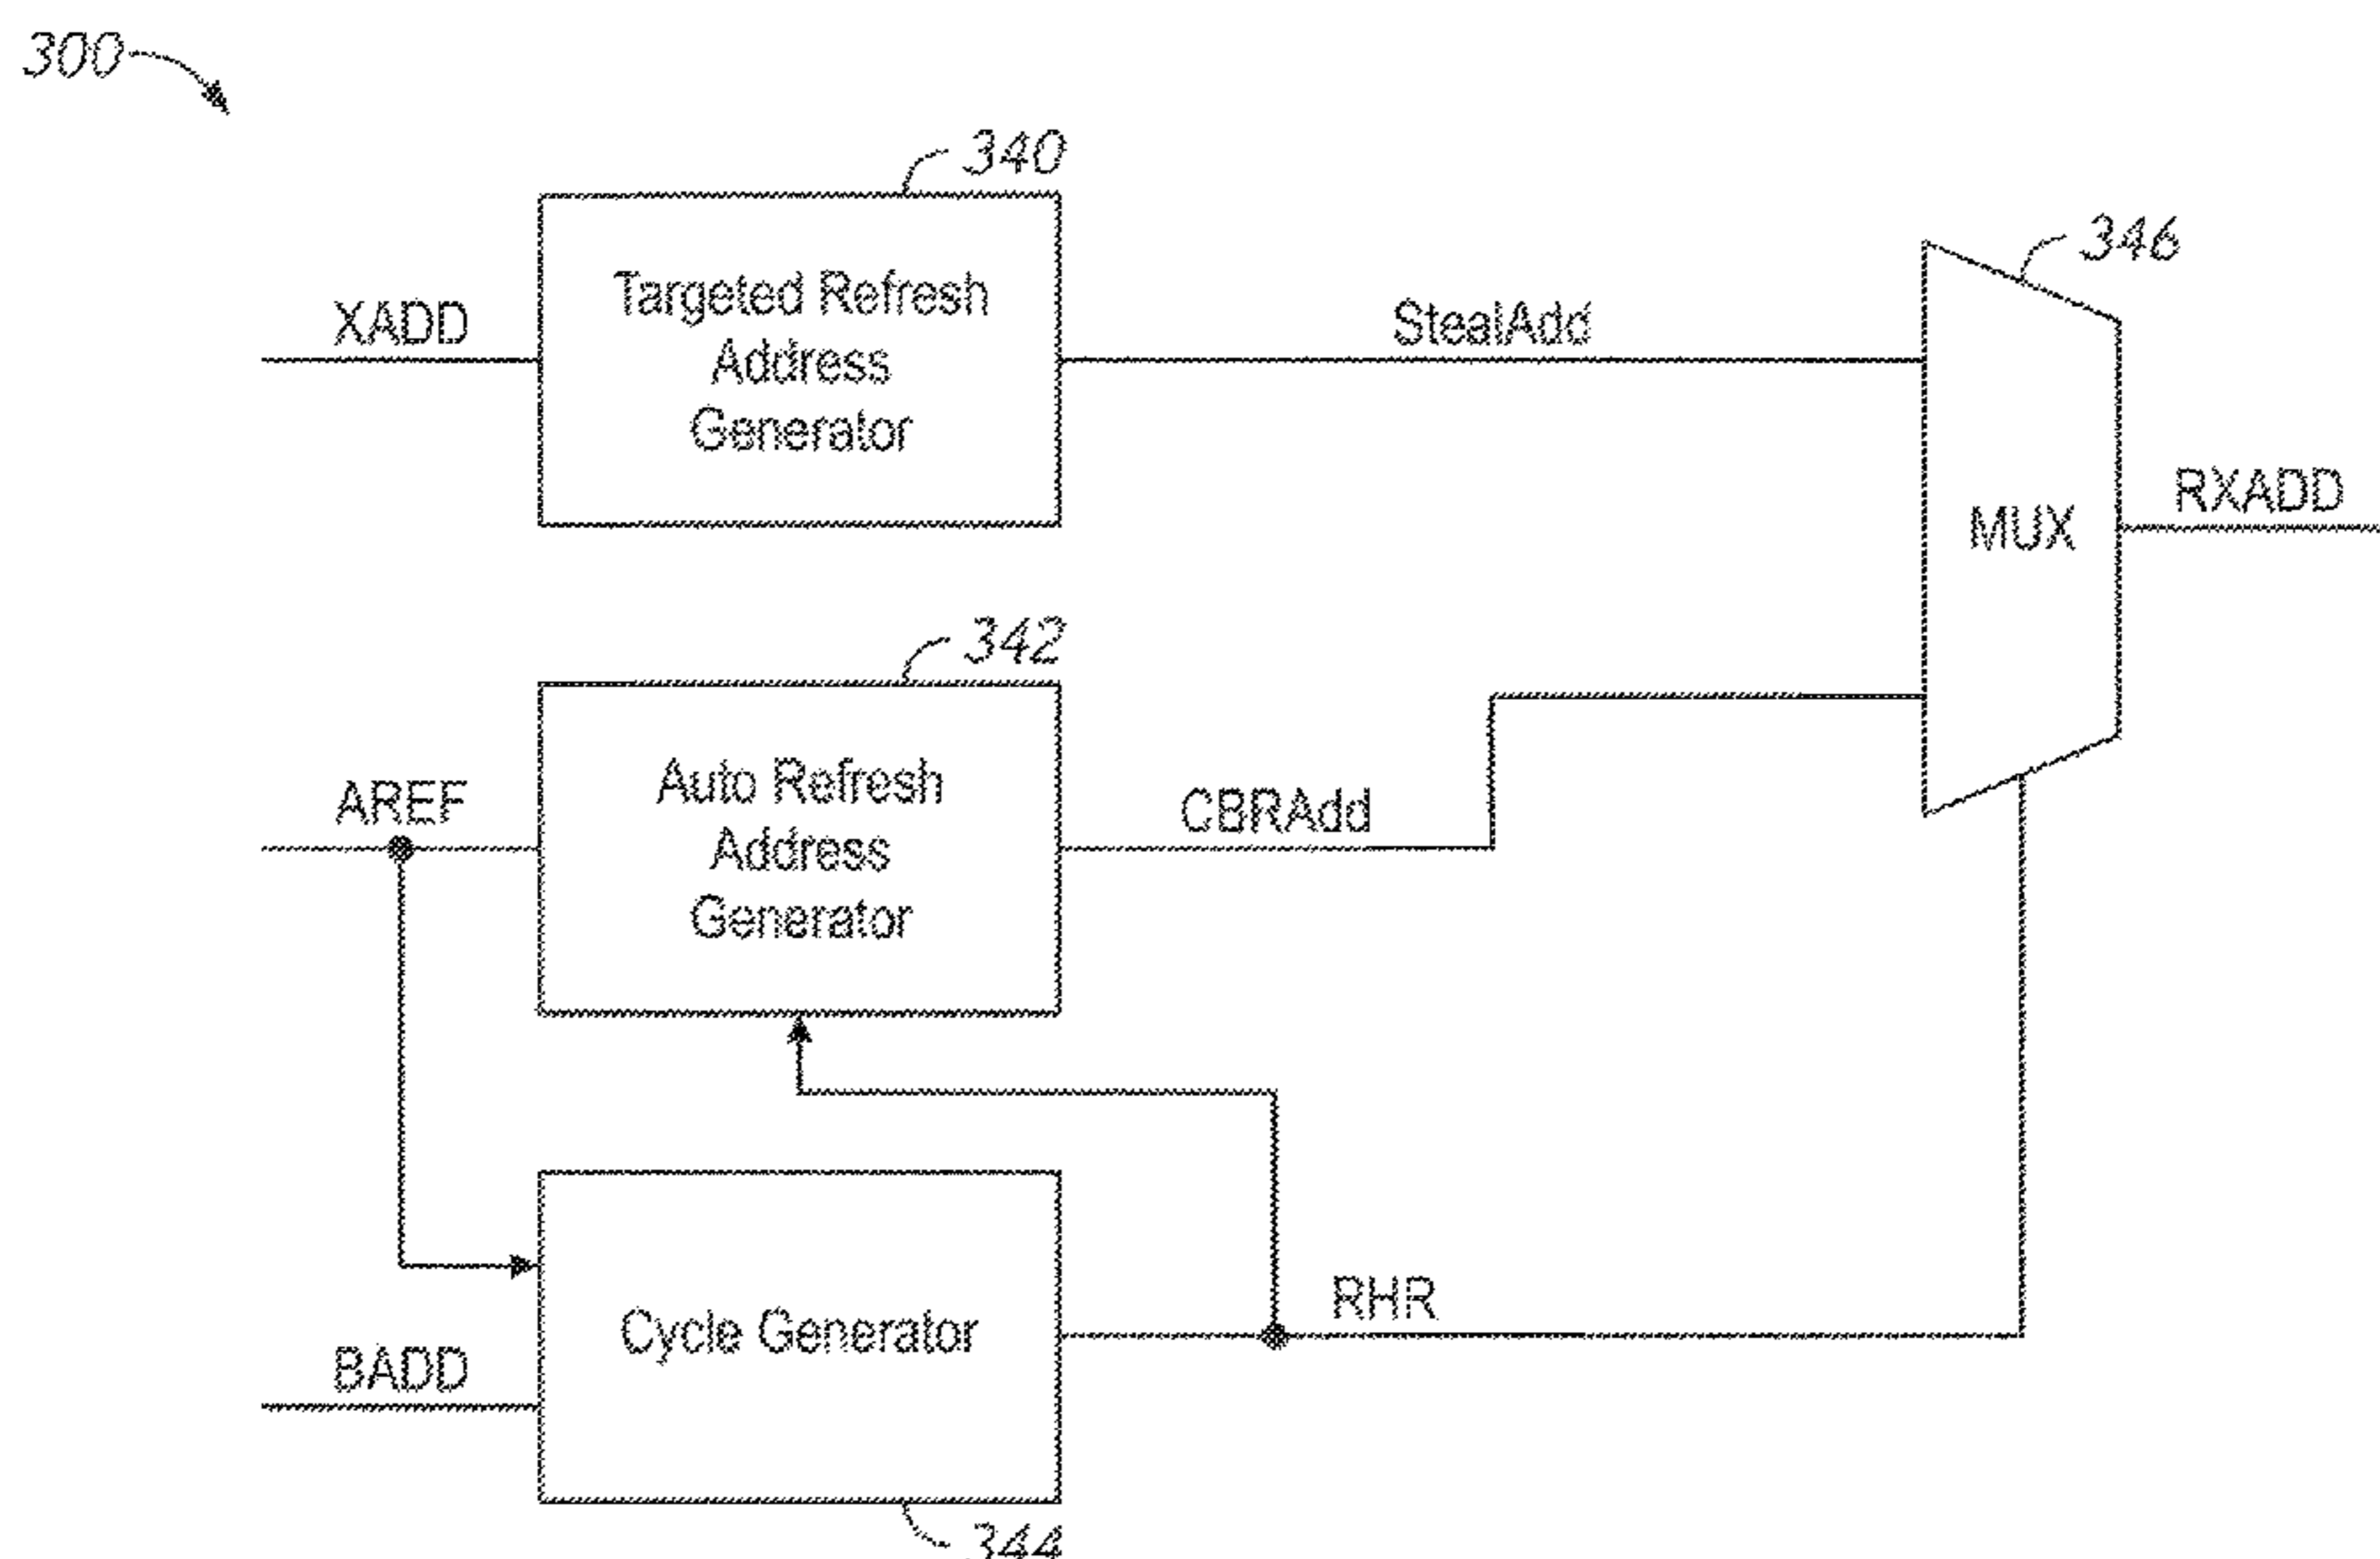 300
340
346
Targeted Refresh
Address
Generator
XADD
StealAdd
RXADD
MUX
342
Auto Refresh
Address
Generator
AREF
CBRAdd
RHR
Cycle Generator
BADD
344